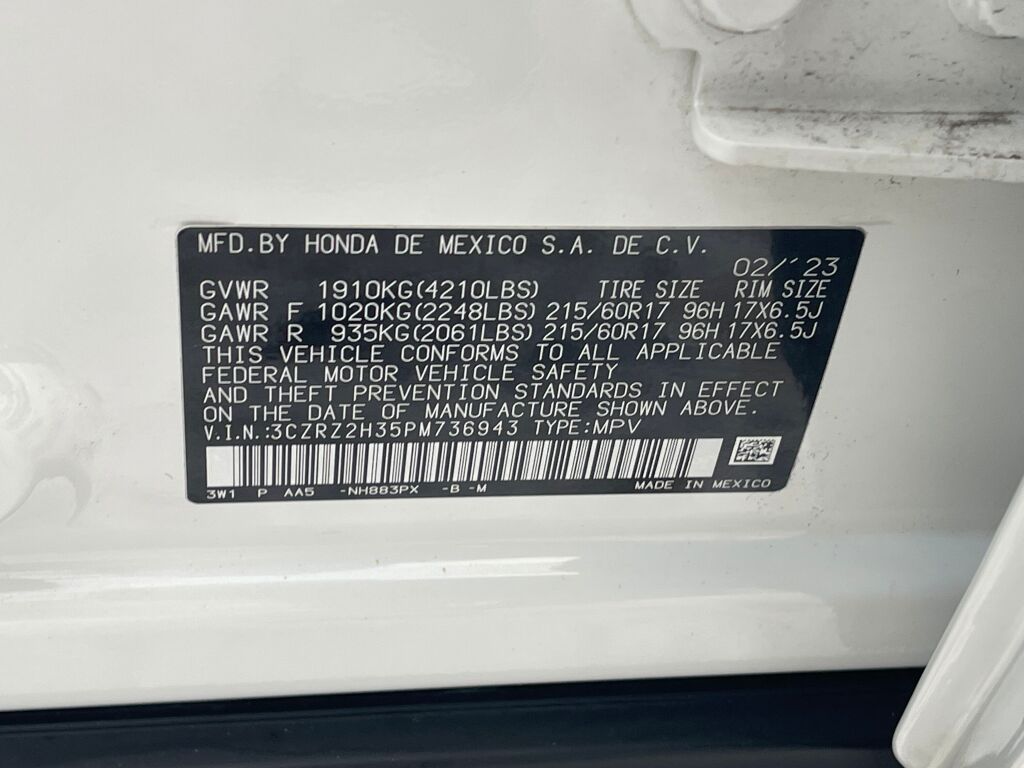 MFD.BY HONDA DE MEXICO S.A. DE C.V.
02/´23
GVWR 1910KG(4210LBS) TIRE SIZE RIM SIZE
GAWR F 1020KG(2248LBS) 215/60R17 96H 17X6.5J
GAWR R 935KG(2061LBS) 215/60R17 96H 17X6.5J
THIS VEHICLE CONFORMS TO ALL APPLICABLE
FEDERAL MOTOR VEHICLE SAFETY
AND THEFT PREVENTION STANDARDS IN EFFECT
ON THE DATE OF MANUFACTURE SHOWN ABOVE.
V.I.N.:3CZRZ2H35PM736943 TYPE:MPV
3W1 P AA5 -NH883PX -B -M MADE IN MEXICO